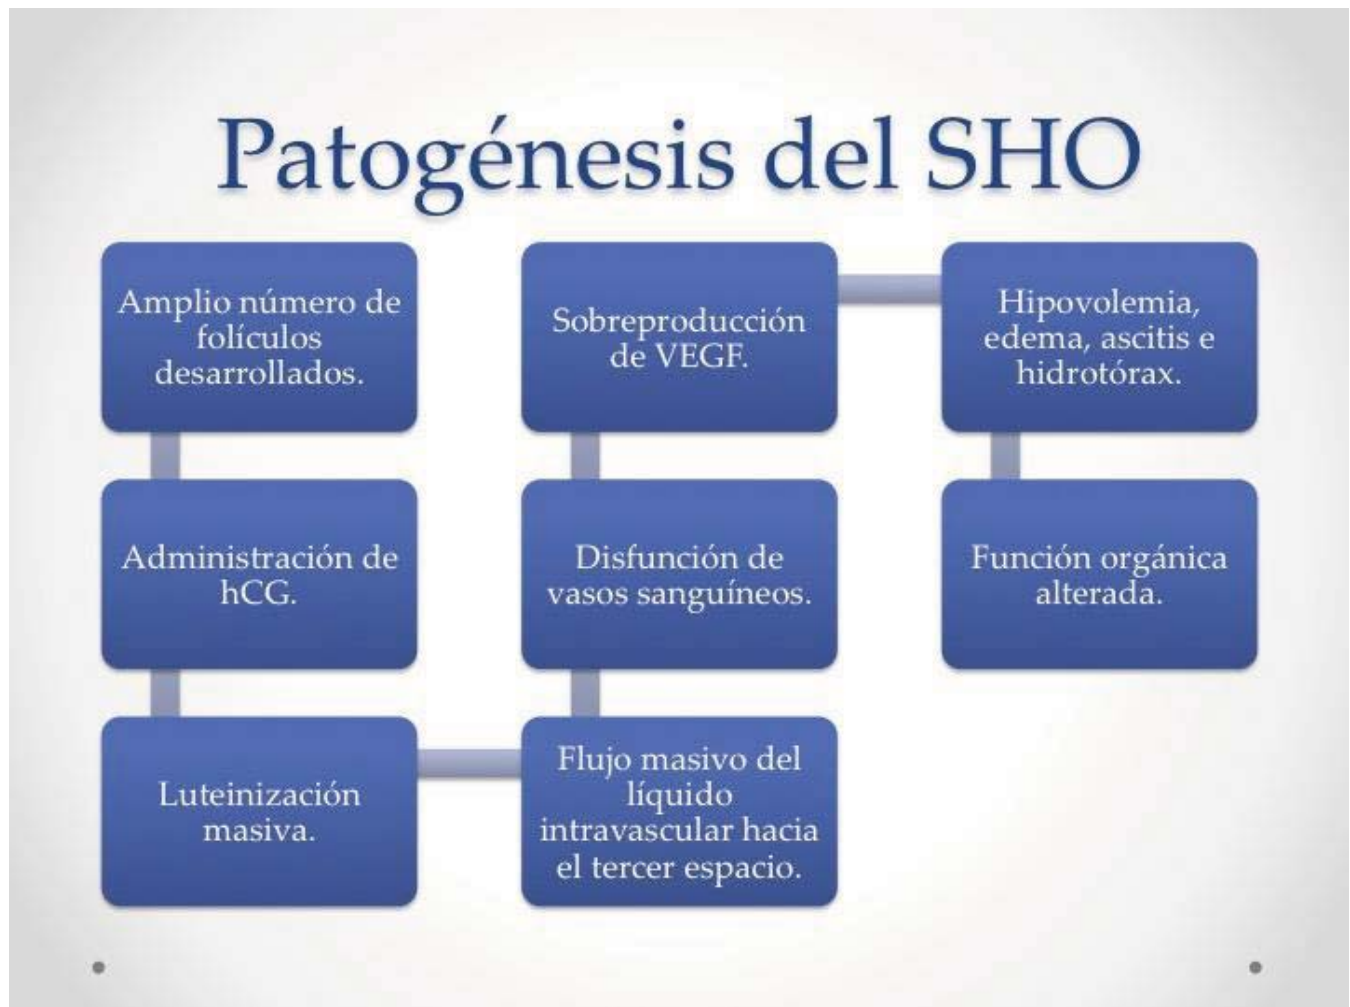 Patogénesis del SHO
Amplio número de
folículos
desarrollados.
Administración de
hCG.
Luteinización
masiva.
Sobreproducción
de VEGF.
Disfunción de
vasos sanguíneos.
Flujo masivo del
líquido
intravascular hacia
el tercer espacio.
Hipovolemia,
edema, ascitis e
hidrotórax.
Función orgánica
alterada.